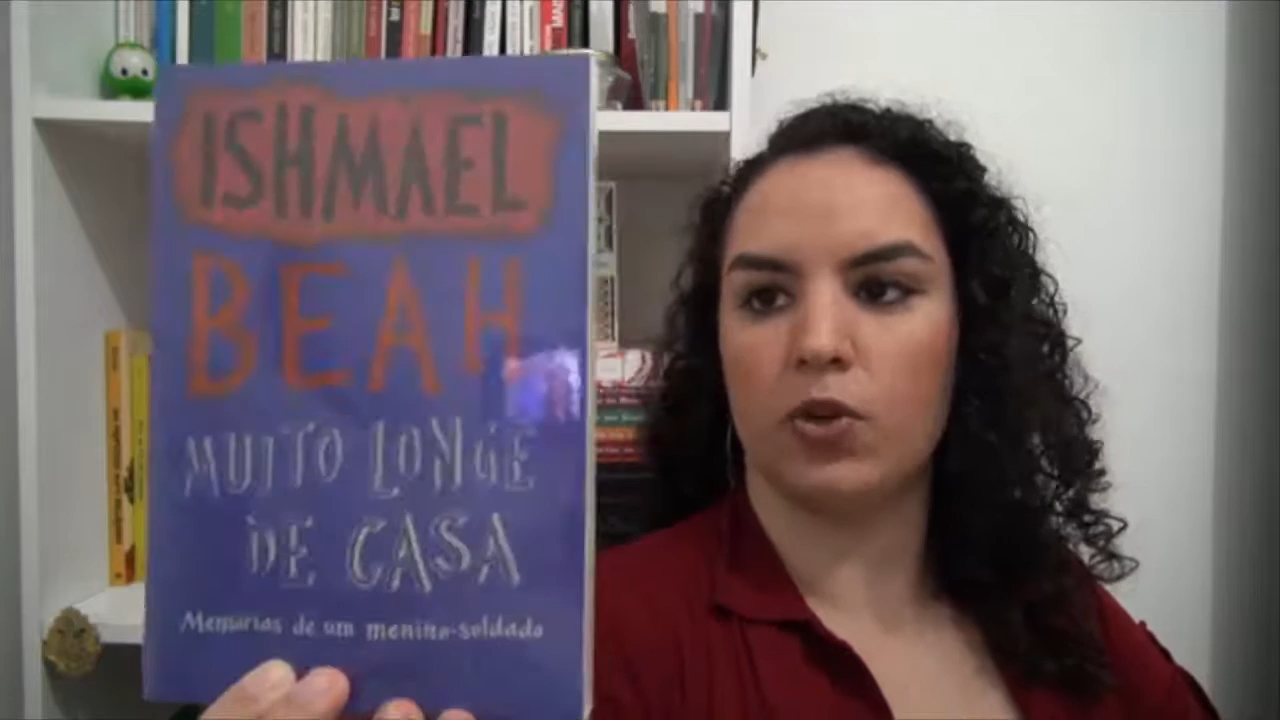 ISHMAEL
BEAH
MUITO LONGE
DE CASA
Memórias de um menino-soldado